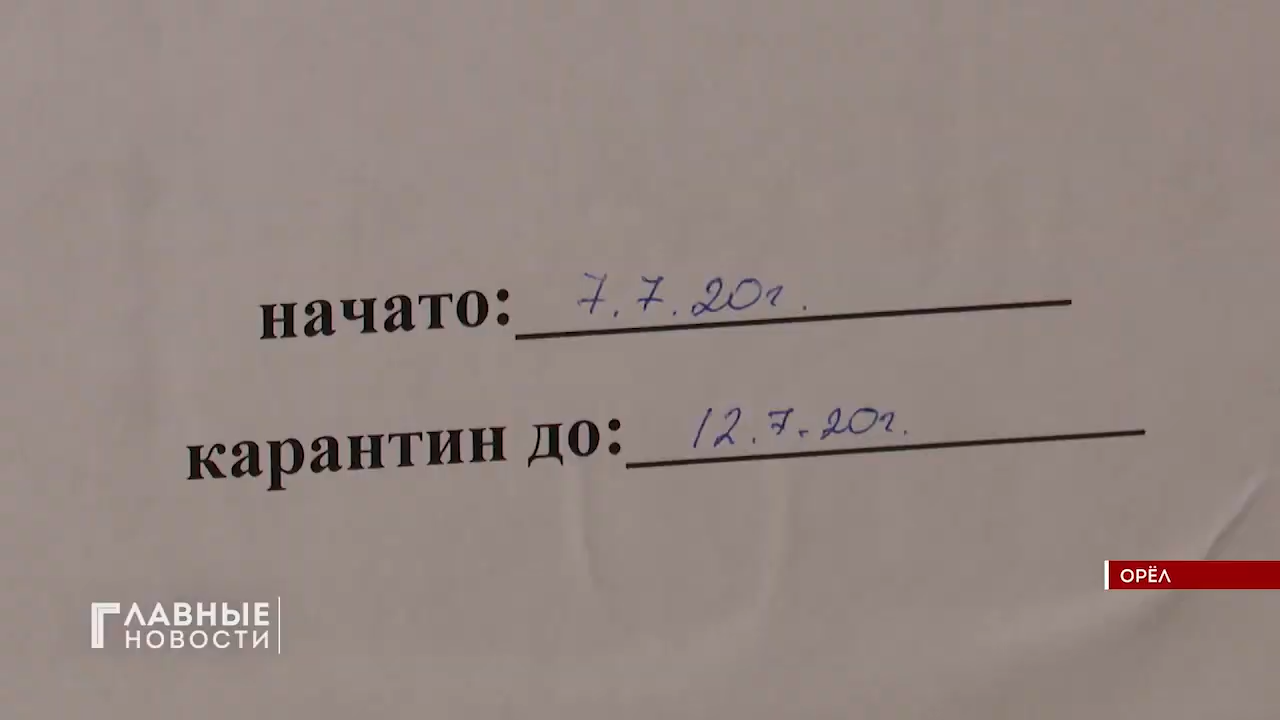 начато: 7.7.20г.
карантин до: 12.7.20г.
ОРЁЛ
ГЛАВНЫЕ
НОВОСТИ